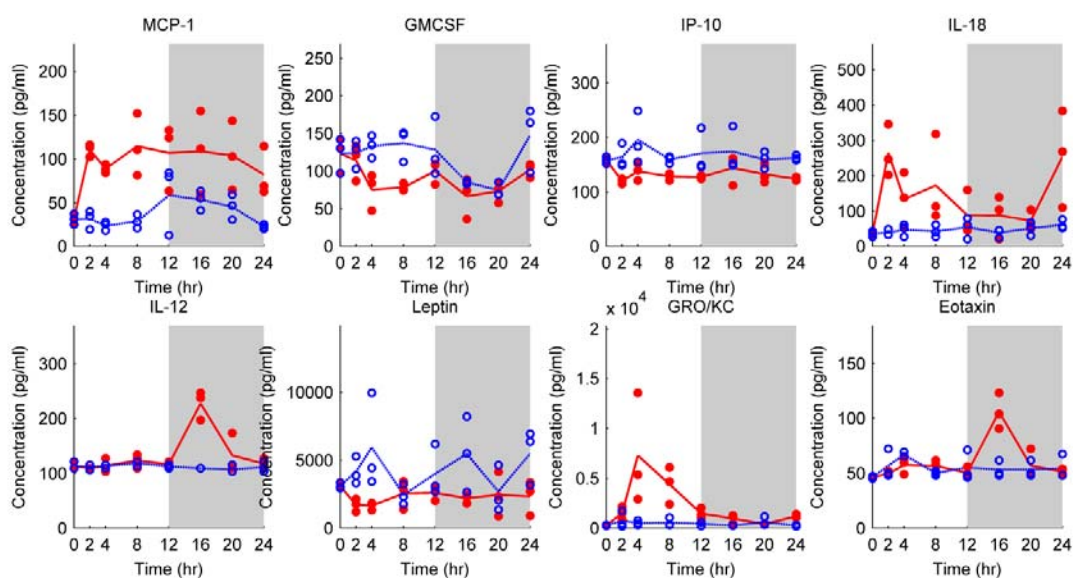 MCP-1 GMCSF IP-10 IL-18
Concentration (pg/ml) 200 150 100 50 0
Concentration (pg/ml) 250 200 150 100 50 0
Concentration (pg/ml) 300 200 100 0
Concentration (pg/ml) 500 400 300 200 100 0
0 2 4 8 12 16 20 24 0 2 4 8 12 16 20 24 0 2 4 8 12 16 20 24 0 2 4 8 12 16 20 24
Time (hr) Time (hr) Time (hr) Time (hr)
IL-12 Leptin GRO/KC Eotaxin
x 10^4
Concentration (pg/ml) 300 200 100 0
Concentration (pg/ml) 10000 5000 0
Concentration (pg/ml) 2 1.5 1 0.5 0
Concentration (pg/ml) 150 100 50 0
0 2 4 8 12 16 20 24 0 2 4 8 12 16 20 24 0 2 4 8 12 16 20 24 0 2 4 8 12 16 20 24
Time (hr) Time (hr) Time (hr) Time (hr)